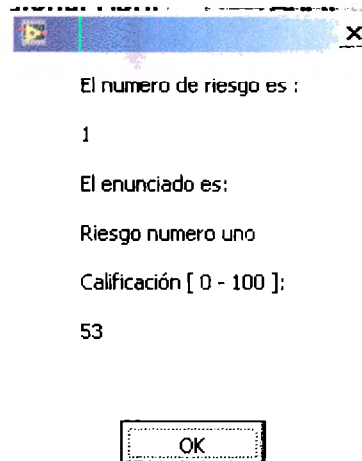 El numero de riesgo es :
1
El enunciado es:
Riesgo numero uno
Calificación [ 0 - 100 ]:
53
OK